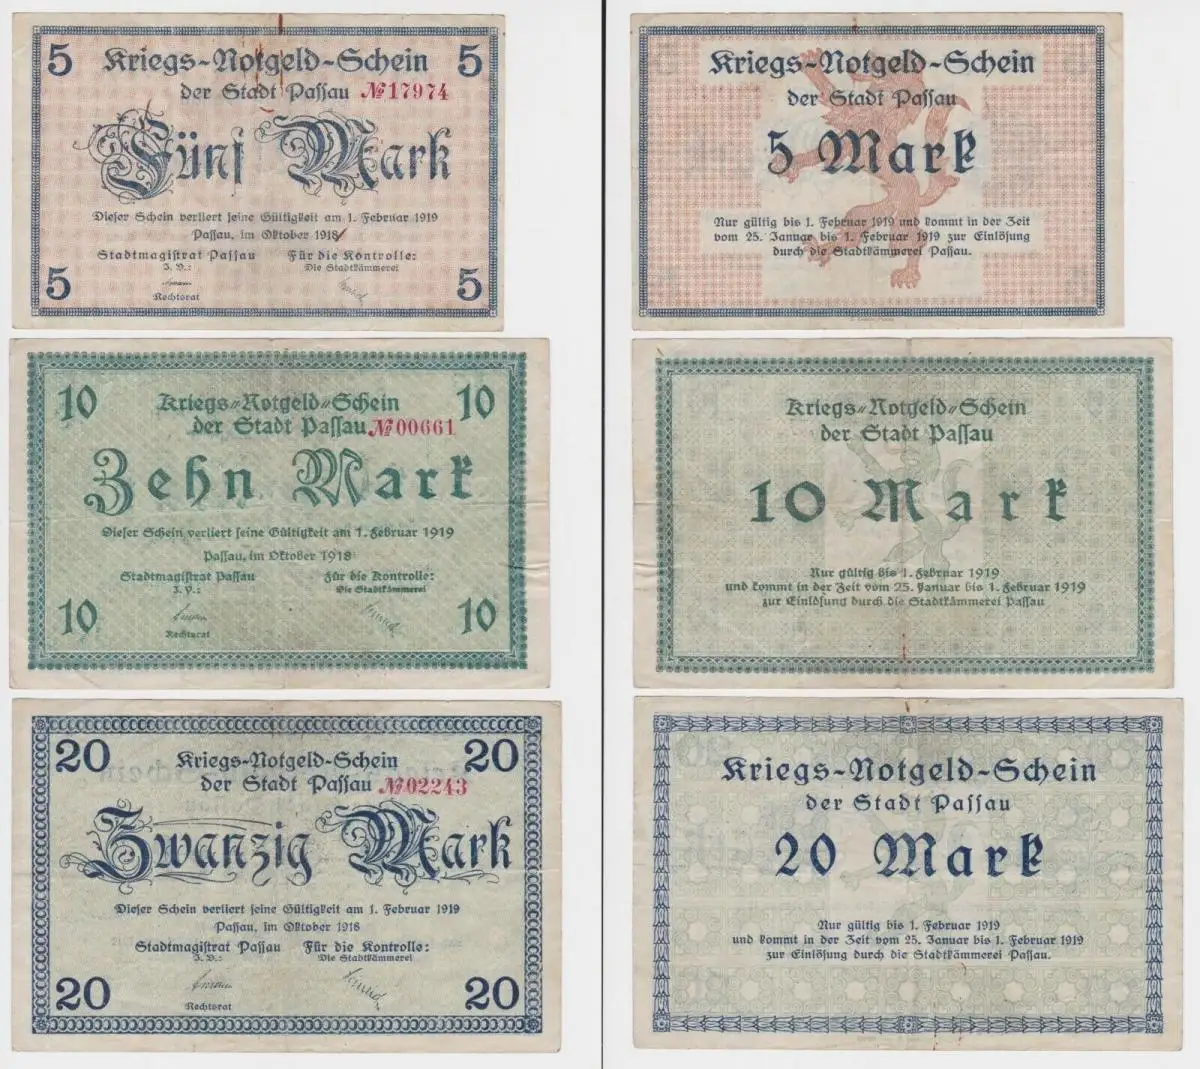 5 Kriegs-Notgeld-Schein 5
der Stadt Passau №17974
Fünf Mark
Dieser Schein verliert seine Gültigkeit am 1. Februar 1919
Passau, im Oktober 1918
Stadtmagistrat Passau Für die Kontrolle:
J. V.: Die Stadtkämmerei
Rechtsrat
5 5
Kriegs-Notgeld-Schein
der Stadt Passau
5 Mark
Nur gültig bis 1. Februar 1919 und kommt in der Zeit
vom 25. Januar bis 1. Februar 1919 zur Einlösung
durch die Stadtkämmerei Passau.
10 Kriegs-Notgeld-Schein 10
der Stadt Passau №00661
Zehn Mark
Dieser Schein verliert seine Gültigkeit am 1. Februar 1919
Passau, im Oktober 1918
Stadtmagistrat Passau Für die Kontrolle:
J. V.: Die Stadtkämmerei
Rechtsrat
10 10
Kriegs-Notgeld-Schein
der Stadt Passau
10 Mark
Nur gültig bis 1. Februar 1919
und kommt in der Zeit vom 25. Januar bis 1. Februar 1919
zur Einlösung durch die Stadtkämmerei Passau
20 Kriegs-Notgeld-Schein 20
der Stadt Passau №02243
Zwanzig Mark
Dieser Schein verliert seine Gültigkeit am 1. Februar 1919
Passau, im Oktober 1918
Stadtmagistrat Passau Für die Kontrolle:
J. V.: Die Stadtkämmerei
Rechtsrat
20 20
Kriegs-Notgeld-Schein
der Stadt Passau
20 Mark
Nur gültig bis 1. Februar 1919
und kommt in der Zeit vom 25. Januar bis 1. Februar 1919
zur Einlösung durch die Stadtkämmerei Passau.